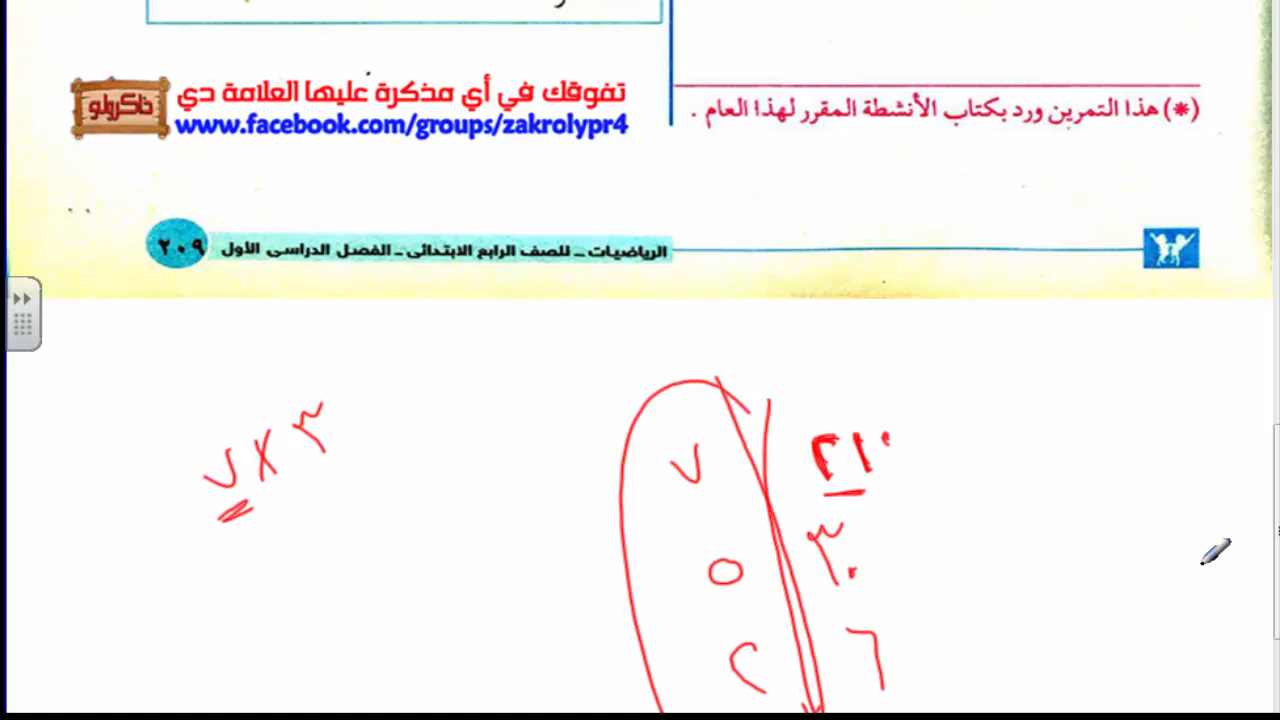 تفوقك في أي مذكرة عليها العلامة دي
ذاكرولو
www.facebook.com/groups/zakrolypr4
(*) هذا التمرين ورد بكتاب الأنشطة المقرر لهذا العام .
الرياضيات - للصف الرابع الابتدائى - الفصل الدراسى الأول ٢٠٩
٧ × ٣
٢١٠ ٧
٣٠ ٥
٦ ٢